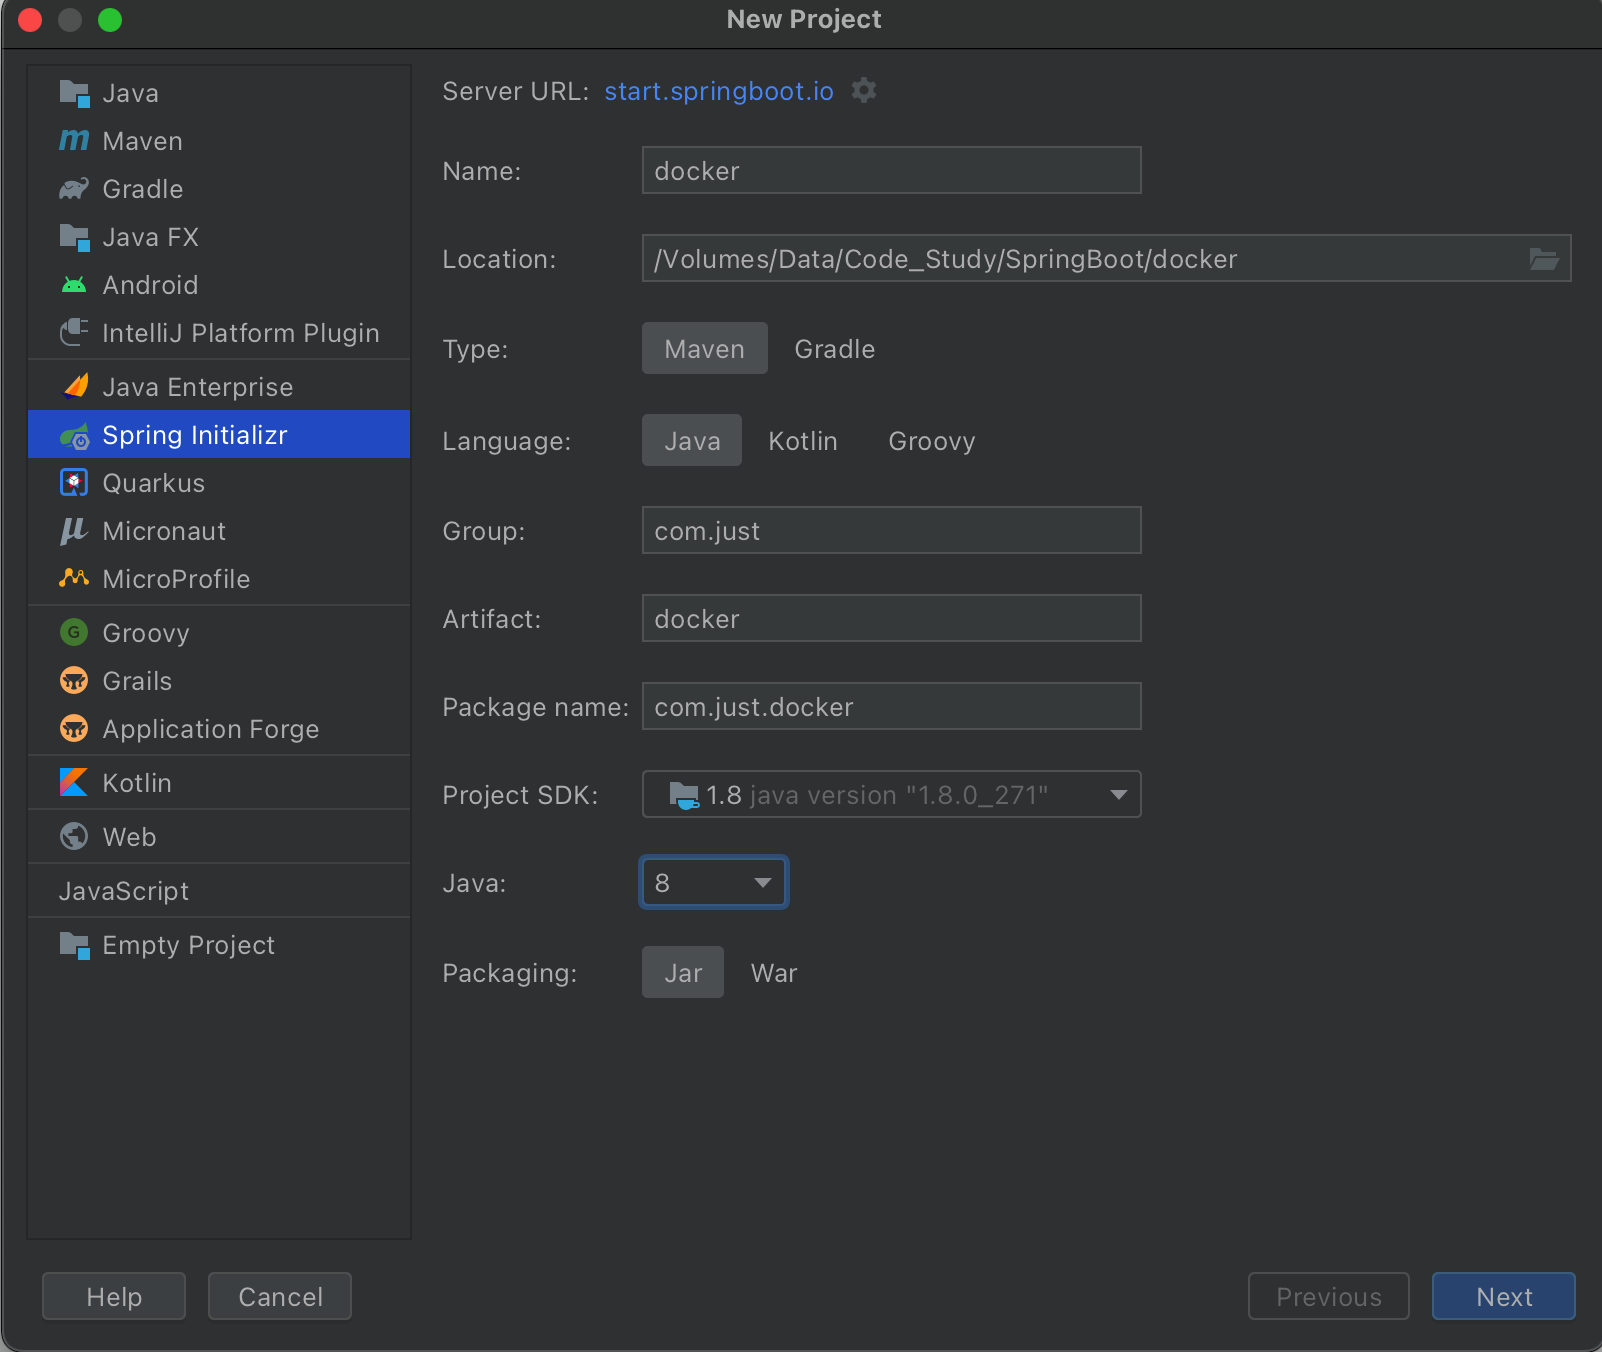 New Project
Java
Maven
Gradle
Java FX
Android
IntelliJ Platform Plugin
Java Enterprise
Spring Initializr
Quarkus
Micronaut
MicroProfile
Groovy
Grails
Application Forge
Kotlin
Web
JavaScript
Empty Project
Server URL: start.springboot.io
Name: docker
Location: /Volumes/Data/Code_Study/SpringBoot/docker
Type: Maven Gradle
Language: Java Kotlin Groovy
Group: com.just
Artifact: docker
Package name: com.just.docker
Project SDK: 1.8 java version "1.8.0_271"
Java: 8
Packaging: Jar War
Help Cancel Previous Next